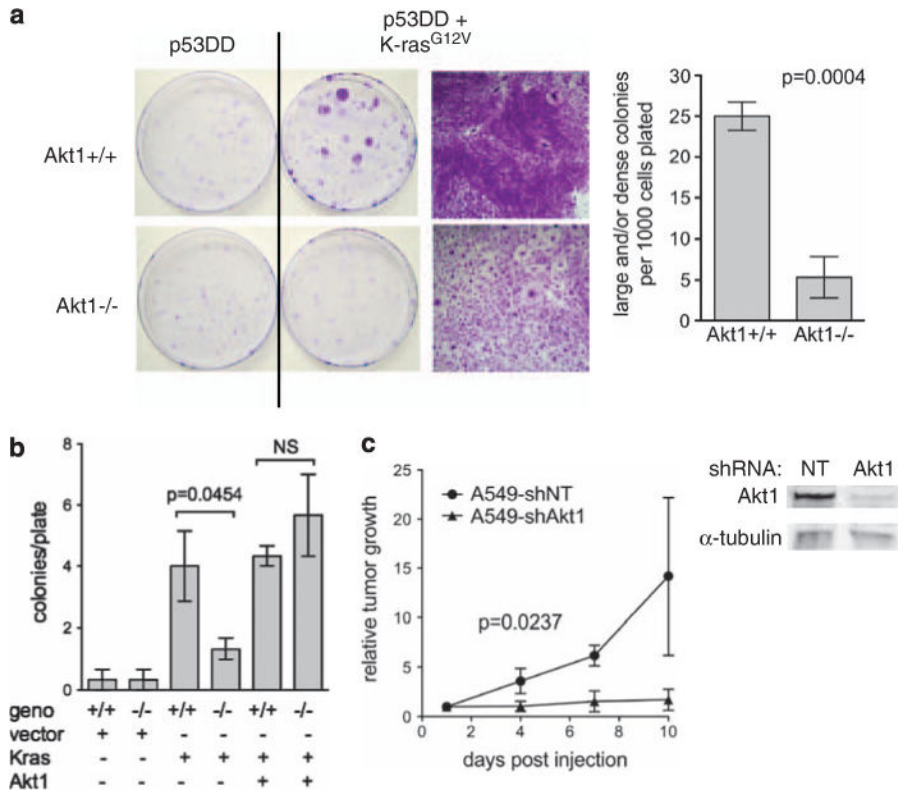 a
p53DD
p53DD +
K-ras^G12V
Akt1+/+
Akt1-/-
large and/or dense colonies
per 1000 cells plated
30
25
20
15
10
5
0
p=0.0004
Akt1+/+ Akt1-/-
b
colonies/plate
8
6
4
2
0
p=0.0454
NS
geno +/+ -/- +/+ -/- +/+ -/-
vector + + - - - -
Kras - - + + + +
Akt1 - - - - + +
c
relative tumor growth
25
20
15
10
5
0
A549-shNT
A549-shAkt1
p=0.0237
0 2 4 6 8 10
days post injection
shRNA: NT Akt1
Akt1
α-tubulin